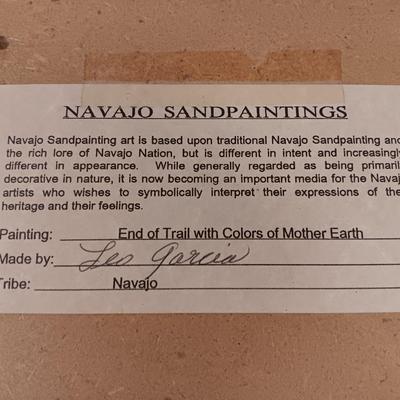 NAVAJO SANDPAINTINGS
Navajo Sandpainting art is based upon traditional Navajo Sandpainting and
the rich lore of Navajo Nation, but is different in intent and increasingly
different in appearance. While generally regarded as being primaril
decorative in nature, it is now becoming an important media for the Navaj
artists who wishes to symbolically interpret their expressions of the
heritage and their feelings.
Painting: End of Trail with Colors of Mother Earth
Made by: Leo Garcia
Tribe: Navajo